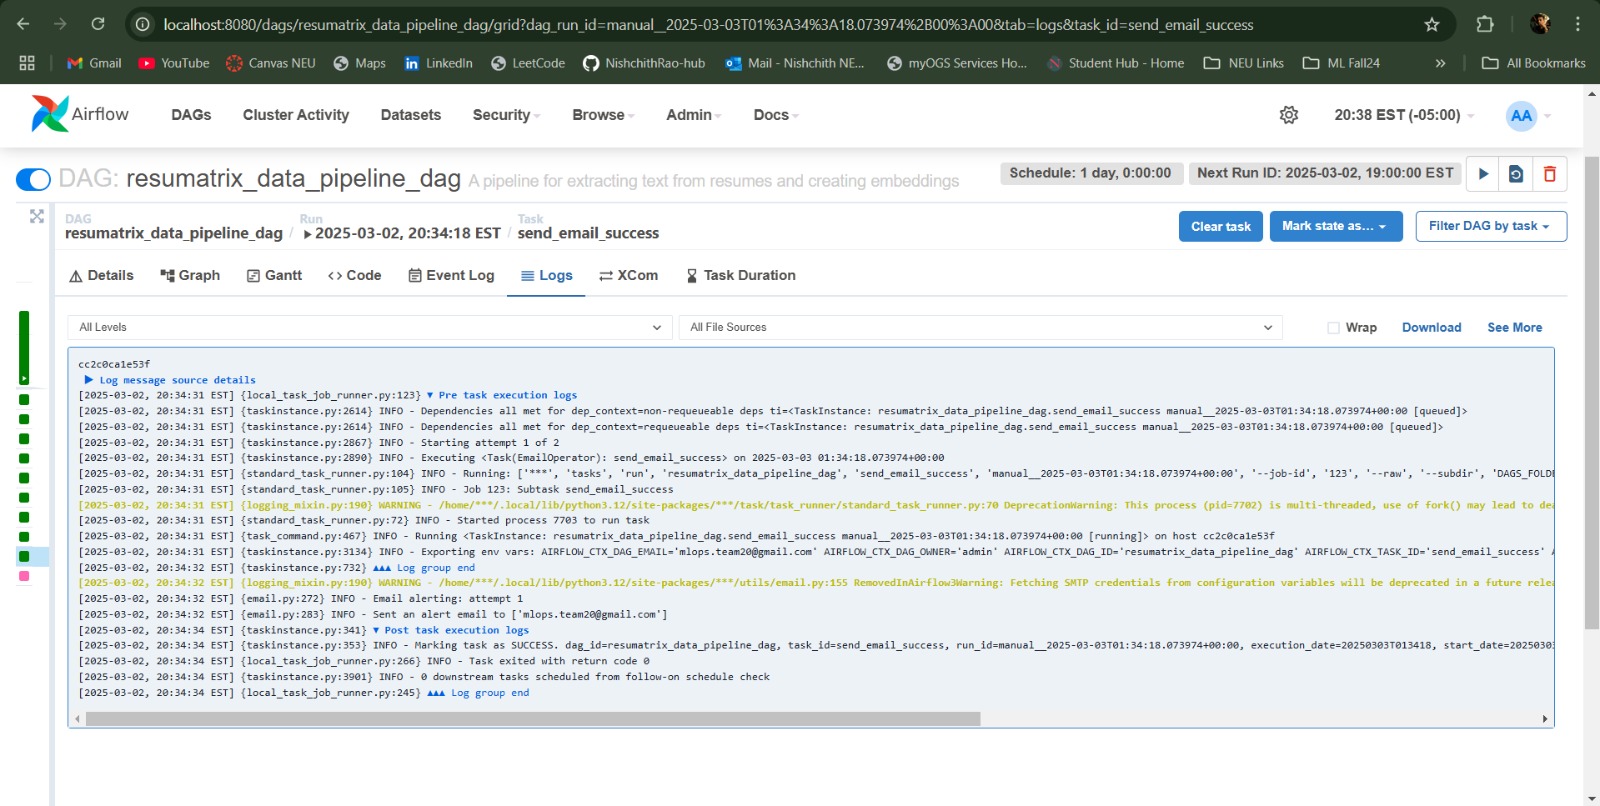 localhost:8080/dags/resumatrix_data_pipeline_dag/grid?dag_run_id=manual__2025-03-03T01%3A34%3A18.073974%2B00%3A00&tab=logs&task_id=send_email_success
Gmail YouTube Canvas NEU Maps LinkedIn LeetCode NishchithRao-hub Mail - Nishchith NE... myOGS Services Ho... Student Hub - Home NEU Links ML Fall24 » All Bookmarks
Airflow DAGs Cluster Activity Datasets Security Browse Admin Docs 20:38 EST (-05:00) AA
DAG: resumatrix_data_pipeline_dag A pipeline for extracting text from resumes and creating embeddings Schedule: 1 day, 0:00:00 Next Run ID: 2025-03-02, 19:00:00 EST
DAG Run Task
resumatrix_data_pipeline_dag / 2025-03-02, 20:34:18 EST / send_email_success Clear task Mark state as... Filter DAG by task
Details Graph Gantt Code Event Log Logs XCom Task Duration
All Levels All File Sources Wrap Download See More
cc2c0ca1e53f
▶ Log message source details
[2025-03-02, 20:34:31 EST] {local_task_job_runner.py:123} ▼ Pre task execution logs
[2025-03-02, 20:34:31 EST] {taskinstance.py:2614} INFO - Dependencies all met for dep_context=non-requeueable deps ti=<TaskInstance: resumatrix_data_pipeline_dag.send_email_success manual__2025-03-03T01:34:18.073974+00:00 [queued]>
[2025-03-02, 20:34:31 EST] {taskinstance.py:2614} INFO - Dependencies all met for dep_context=requeueable deps ti=<TaskInstance: resumatrix_data_pipeline_dag.send_email_success manual__2025-03-03T01:34:18.073974+00:00 [queued]>
[2025-03-02, 20:34:31 EST] {taskinstance.py:2867} INFO - Starting attempt 1 of 2
[2025-03-02, 20:34:31 EST] {taskinstance.py:2890} INFO - Executing <Task(EmailOperator): send_email_success> on 2025-03-03 01:34:18.073974+00:00
[2025-03-02, 20:34:31 EST] {standard_task_runner.py:104} INFO - Running: ['***', 'tasks', 'run', 'resumatrix_data_pipeline_dag', 'send_email_success', 'manual__2025-03-03T01:34:18.073974+00:00', '--job-id', '123', '--raw', '--subdir', 'DAGS_FOLDE
[2025-03-02, 20:34:31 EST] {standard_task_runner.py:105} INFO - Job 123: Subtask send_email_success
[2025-03-02, 20:34:31 EST] {logging_mixin.py:190} WARNING - /home/***/.local/lib/python3.12/site-packages/***/task/task_runner/standard_task_runner.py:70 DeprecationWarning: This process (pid=7702) is multi-threaded, use of fork() may lead to dea
[2025-03-02, 20:34:31 EST] {standard_task_runner.py:72} INFO - Started process 7703 to run task
[2025-03-02, 20:34:31 EST] {task_command.py:467} INFO - Running <TaskInstance: resumatrix_data_pipeline_dag.send_email_success manual__2025-03-03T01:34:18.073974+00:00 [running]> on host cc2c0ca1e53f
[2025-03-02, 20:34:32 EST] {taskinstance.py:3134} INFO - Exporting env vars: AIRFLOW_CTX_DAG_EMAIL='mlops.team20@gmail.com' AIRFLOW_CTX_DAG_OWNER='admin' AIRFLOW_CTX_DAG_ID='resumatrix_data_pipeline_dag' AIRFLOW_CTX_TASK_ID='send_email_success' A
[2025-03-02, 20:34:32 EST] {taskinstance.py:732} ▲▲▲ Log group end
[2025-03-02, 20:34:32 EST] {logging_mixin.py:190} WARNING - /home/***/.local/lib/python3.12/site-packages/***/utils/email.py:155 RemovedInAirflow3Warning: Fetching SMTP credentials from configuration variables will be deprecated in a future relea
[2025-03-02, 20:34:32 EST] {email.py:272} INFO - Email alerting: attempt 1
[2025-03-02, 20:34:32 EST] {email.py:283} INFO - Sent an alert email to ['mlops.team20@gmail.com']
[2025-03-02, 20:34:34 EST] {taskinstance.py:341} ▼ Post task execution logs
[2025-03-02, 20:34:34 EST] {taskinstance.py:353} INFO - Marking task as SUCCESS. dag_id=resumatrix_data_pipeline_dag, task_id=send_email_success, run_id=manual__2025-03-03T01:34:18.073974+00:00, execution_date=20250303T013418, start_date=20250303
[2025-03-02, 20:34:34 EST] {local_task_job_runner.py:266} INFO - Task exited with return code 0
[2025-03-02, 20:34:34 EST] {taskinstance.py:3901} INFO - 0 downstream tasks scheduled from follow-on schedule check
[2025-03-02, 20:34:34 EST] {local_task_job_runner.py:245} ▲▲▲ Log group end